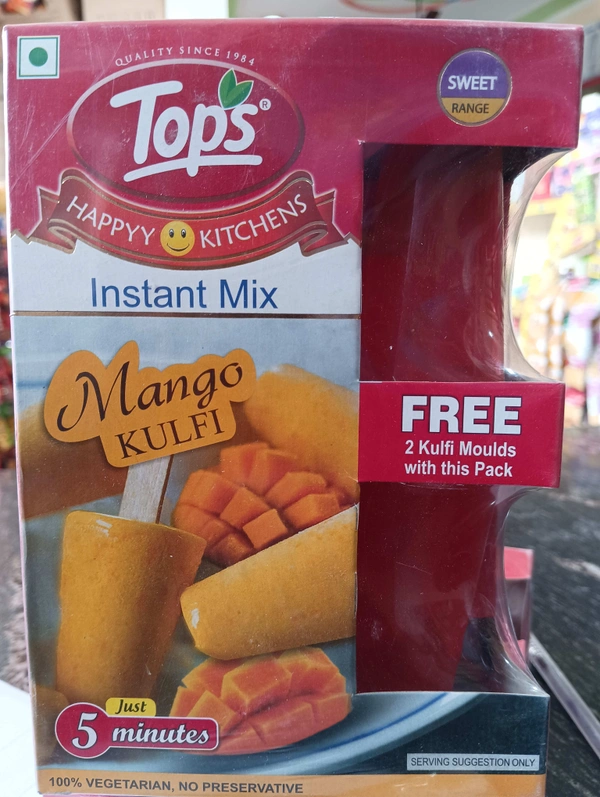 QUALITY SINCE 1984
Tops®
HAPPYY KITCHENS
SWEET
RANGE
Instant Mix
Mango
KULFI
FREE
2 Kulfi Moulds
with this Pack
Just
5 minutes
SERVING SUGGESTION ONLY
100% VEGETARIAN, NO PRESERVATIVE